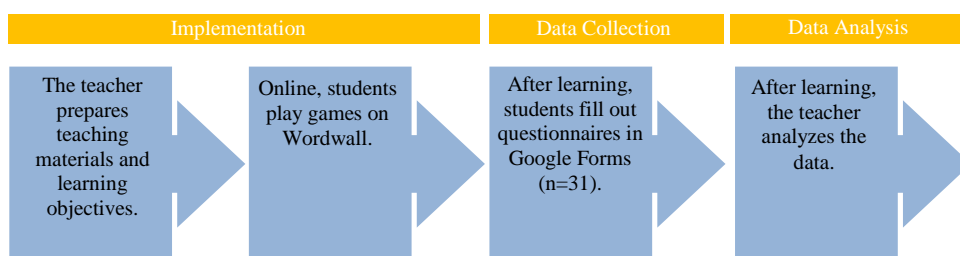 Implementation
Data Collection
Data Analysis
The teacher
prepares
teaching
materials and
learning
objectives.
Online, students
play games on
Wordwall.
After learning,
students fill out
questionnaires in
Google Forms
(n=31).
After learning,
the teacher
analyzes the
data.